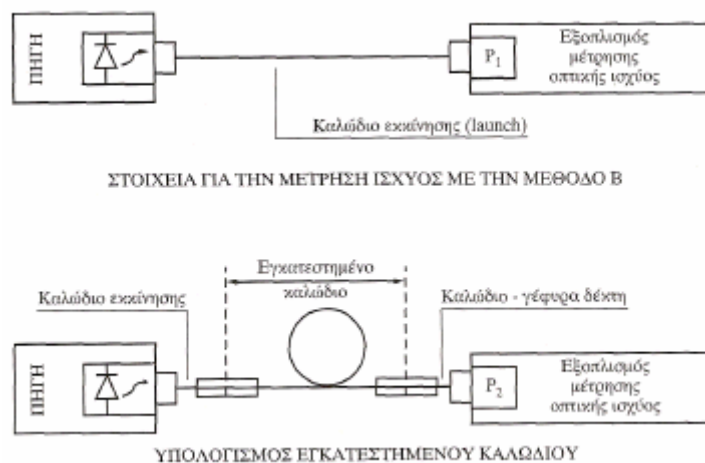 ΠΗΓΗ
P1
Εξοπλισμός
μέτρησης
οπτικής ισχύος
Καλώδιο εκκίνησης (launch)
ΣΤΟΙΧΕΙΑ ΓΙΑ ΤΗΝ ΜΕΤΡΗΣΗ ΙΣΧΥΟΣ ΜΕ ΤΗΝ ΜΕΘΟΔΟ Β
Εγκατεστημένο
καλώδιο
Καλώδιο εκκίνησης
Καλώδιο - γέφυρα δέκτη
ΠΗΓΗ
P2
Εξοπλισμός
μέτρησης
οπτικής ισχύος
ΥΠΟΛΟΓΙΣΜΟΣ ΕΓΚΑΤΕΣΤΗΜΕΝΟΥ ΚΑΛΩΔΙΟΥ